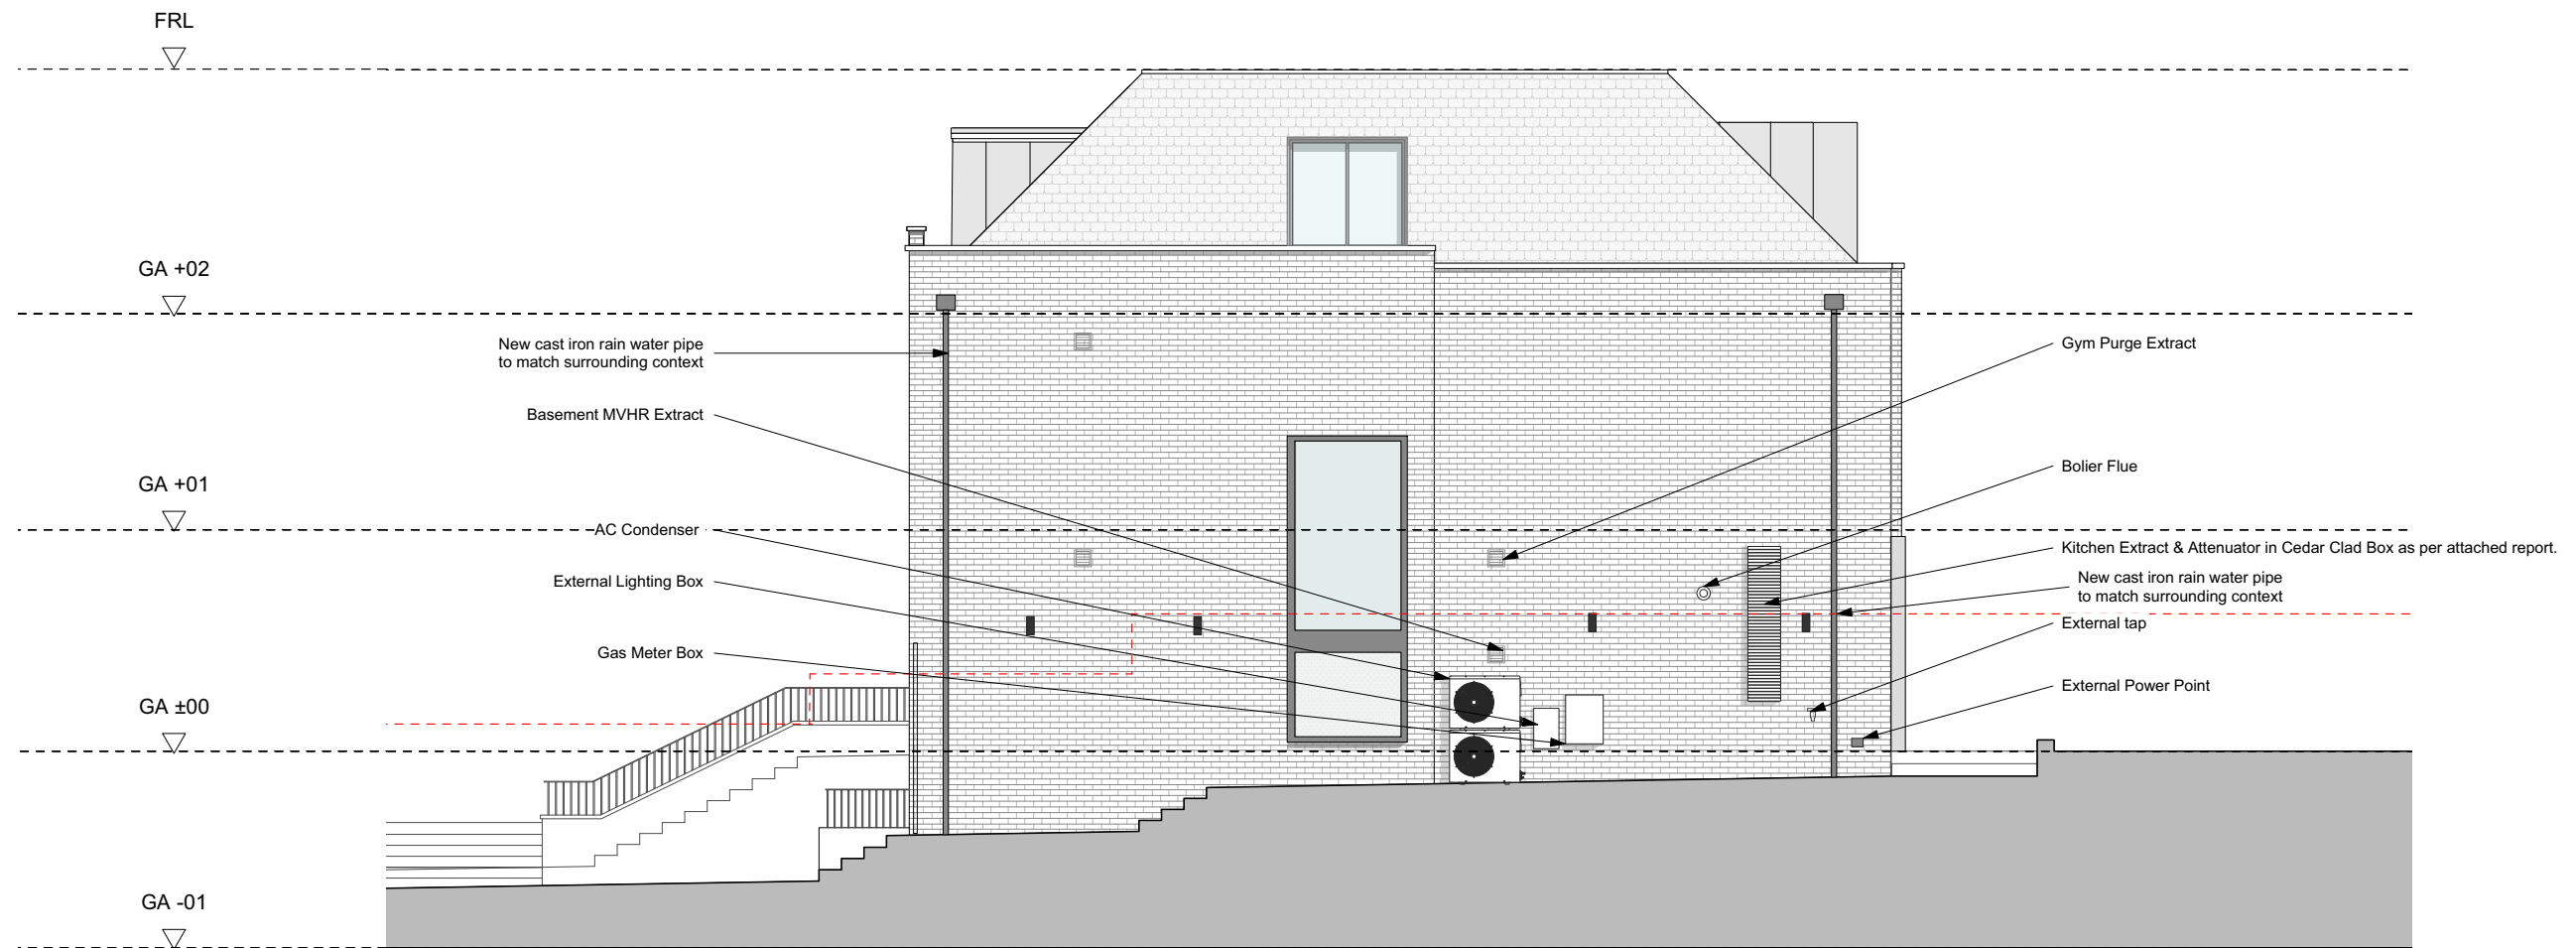 FRL
GA +02
New cast iron rain water pipe
to match surrounding context
Gym Purge Extract
Basement MVHR Extract
Bolier Flue
GA +01
AC Condenser
Kitchen Extract & Attenuator in Cedar Clad Box as per attached report.
External Lighting Box
New cast iron rain water pipe
to match surrounding context
External tap
Gas Meter Box
External Power Point
GA ±00
GA -01